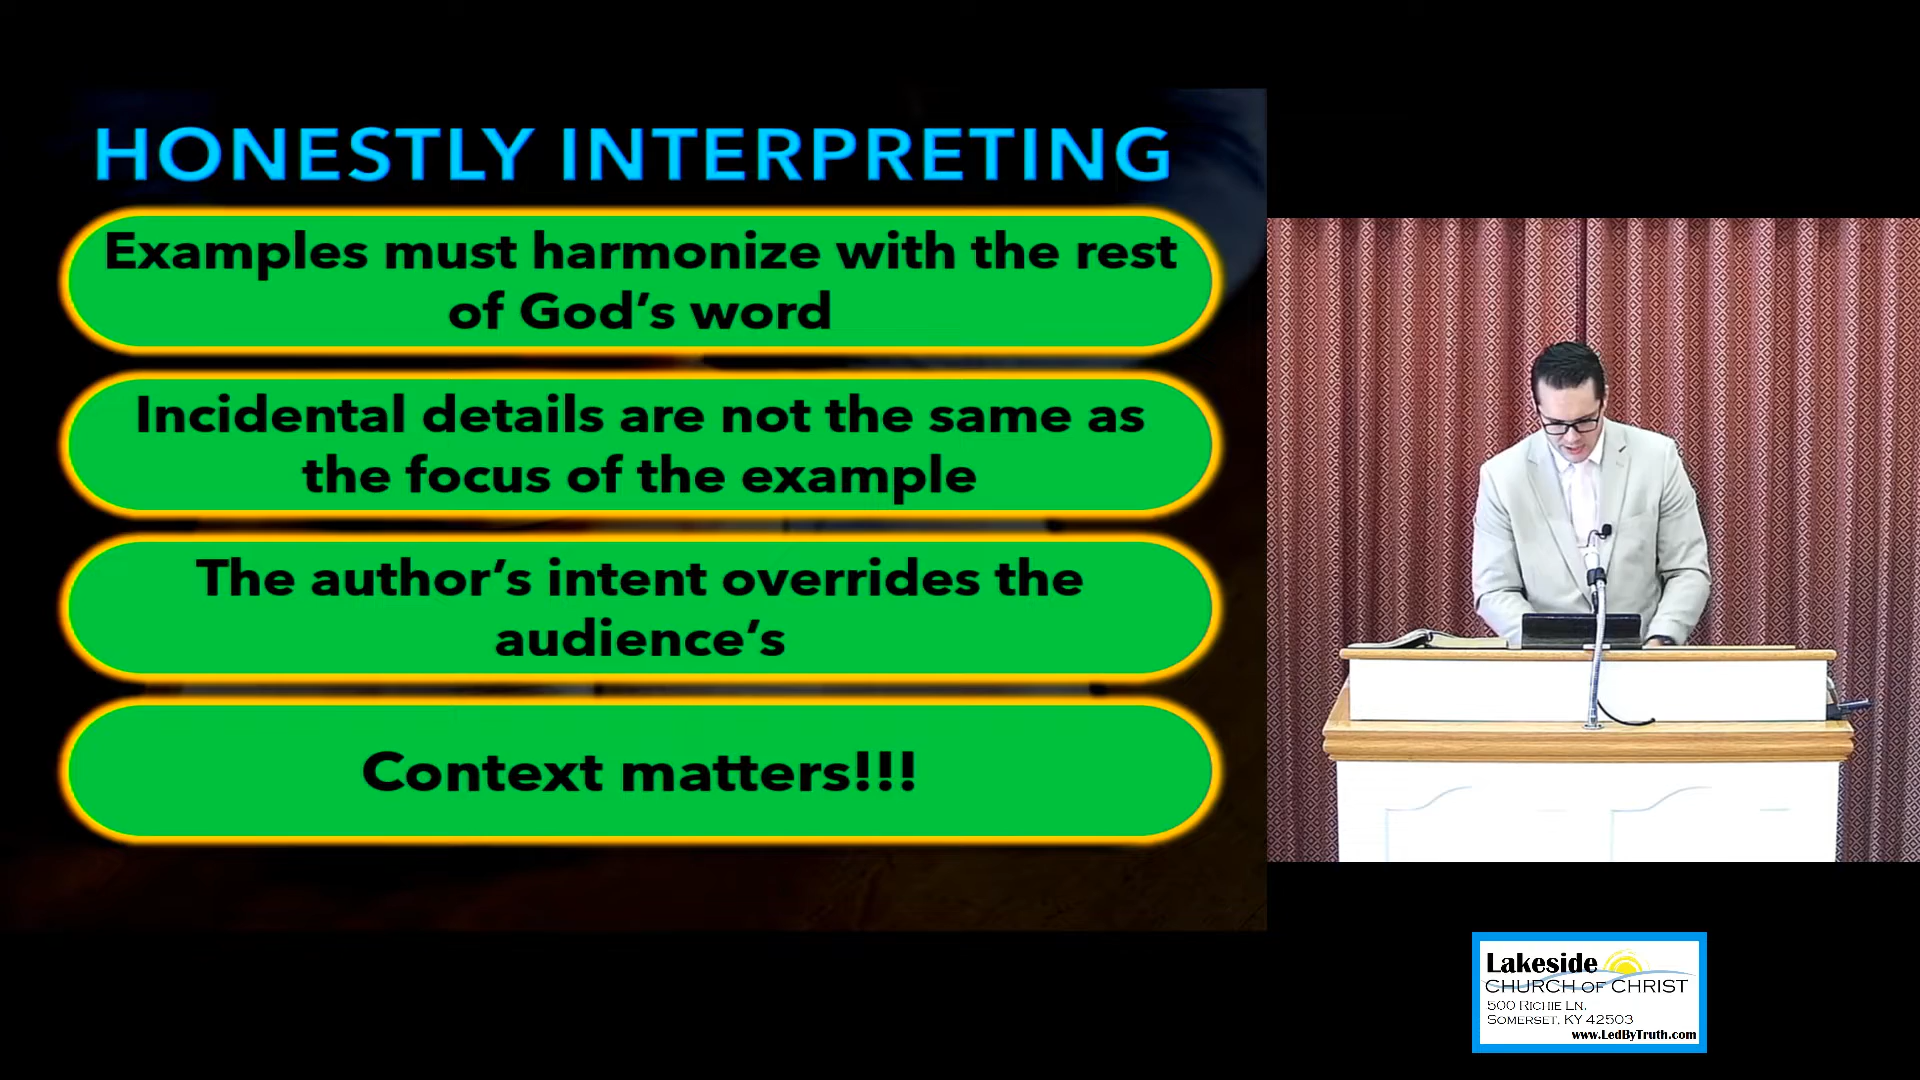 HONESTLY INTERPRETING
Examples must harmonize with the rest
of God's word
Incidental details are not the same as
the focus of the example
The author's intent overrides the
audience's
Context matters!!!
Lakeside
CHURCH OF CHRIST
500 RICHIE LN.
SOMERSET, KY 42503
www.LedByTruth.com